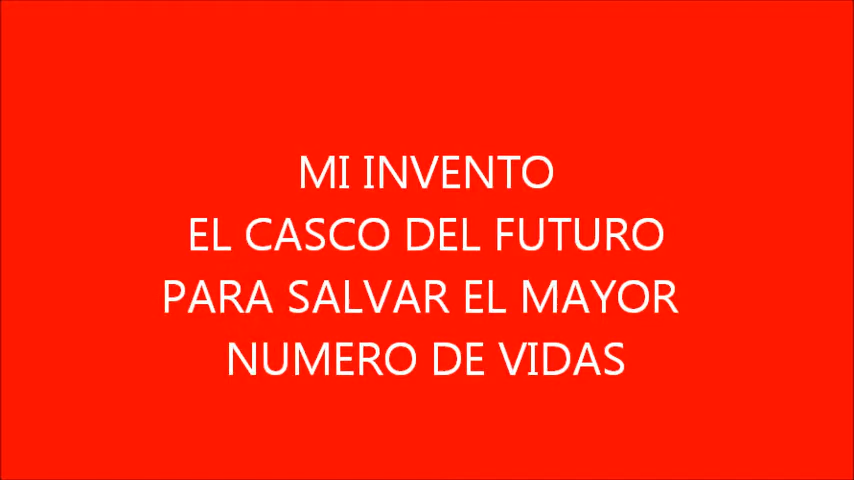 MI INVENTO
EL CASCO DEL FUTURO
PARA SALVAR EL MAYOR
NUMERO DE VIDAS